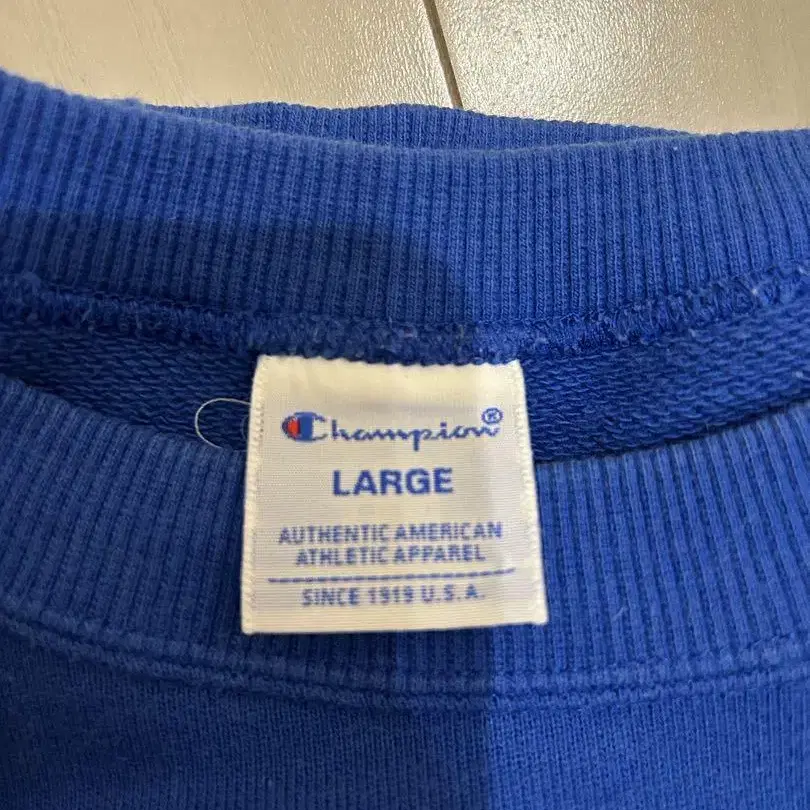 Champion®
LARGE
AUTHENTIC AMERICAN
ATHLETIC APPAREL
SINCE 1919 U.S.A.